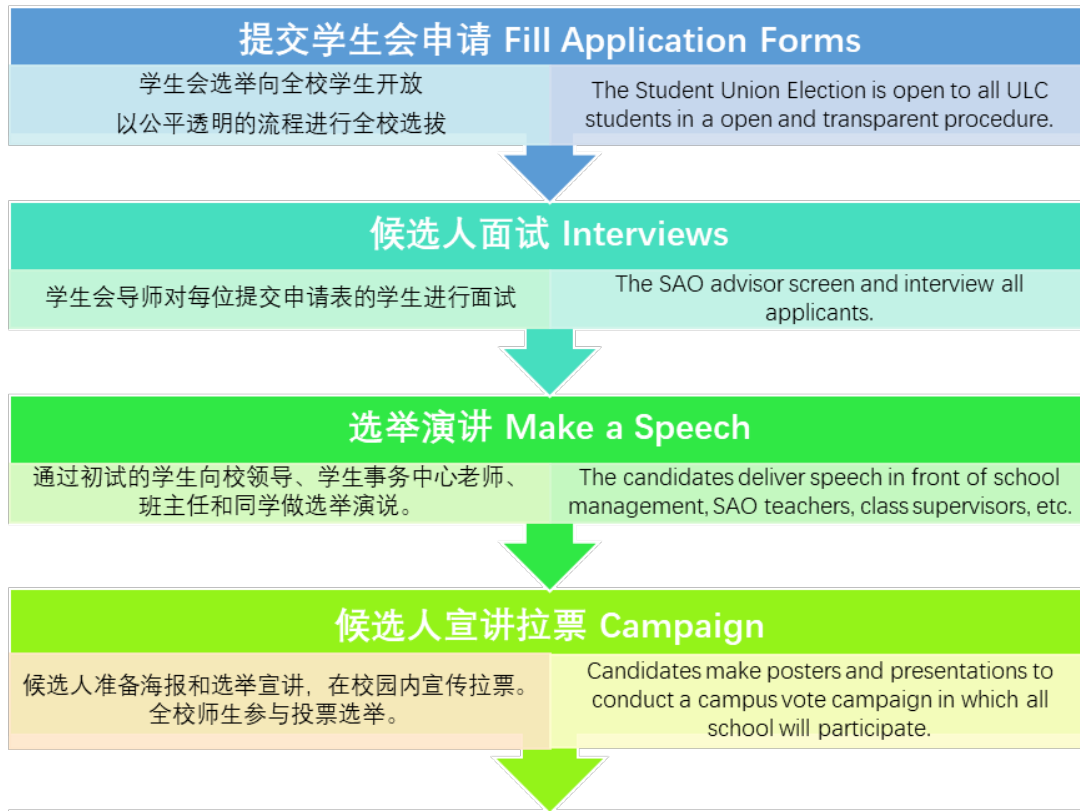 提交学生会申请 Fill Application Forms
学生会选举向全校学生开放
以公平透明的流程进行全校选拔
The Student Union Election is open to all ULC
students in a open and transparent procedure.
候选人面试 Interviews
学生会导师对每位提交申请表的学生进行面试
The SAO advisor screen and interview all
applicants.
选举演讲 Make a Speech
通过初试的学生向校领导、学生事务中心老师、
班主任和同学做选举演说。
The candidates deliver speech in front of school
management, SAO teachers, class supervisors, etc.
候选人宣讲拉票 Campaign
候选人准备海报和选举宣讲，在校园内宣传拉票。
全校师生参与投票选举。
Candidates make posters and presentations to
conduct a campus vote campaign in which all
school will participate.